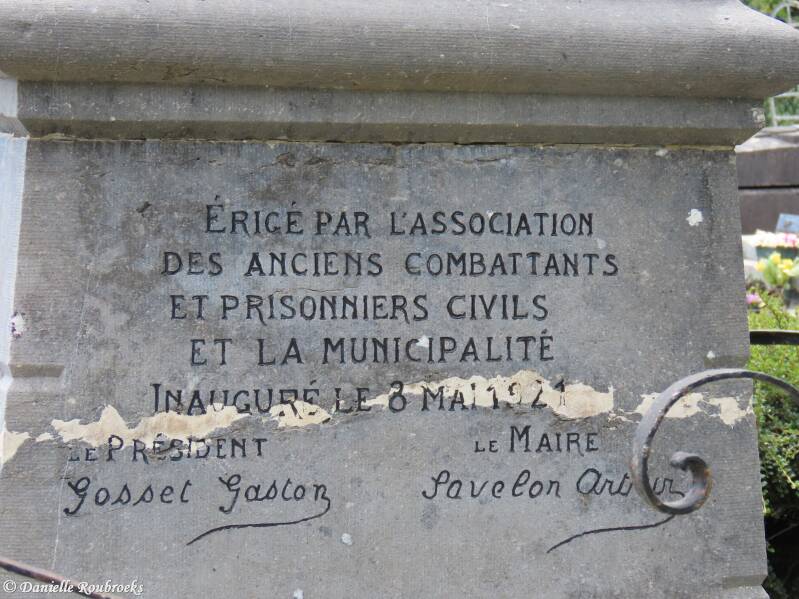 ÉRIGÉ PAR L'ASSOCIATION
DES ANCIENS COMBATTANTS
ET PRISONNIERS CIVILS
ET LA MUNICIPALITÉ
INAUGURÉ LE 8 MAI 1921
LE PRÉSIDENT
LE MAIRE
Gosset Gaston
Savelon Arthur
© Danielle Roubroeks